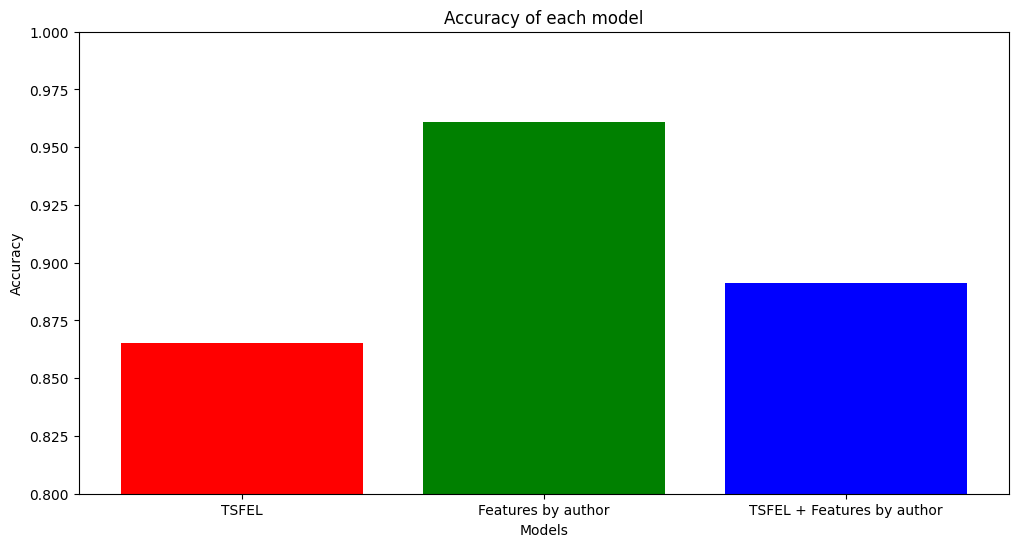 Accuracy of each model
1.000
0.975
0.950
0.925
0.900
0.875
0.850
0.825
0.800
Accuracy
TSFEL
Features by author
TSFEL + Features by author
Models